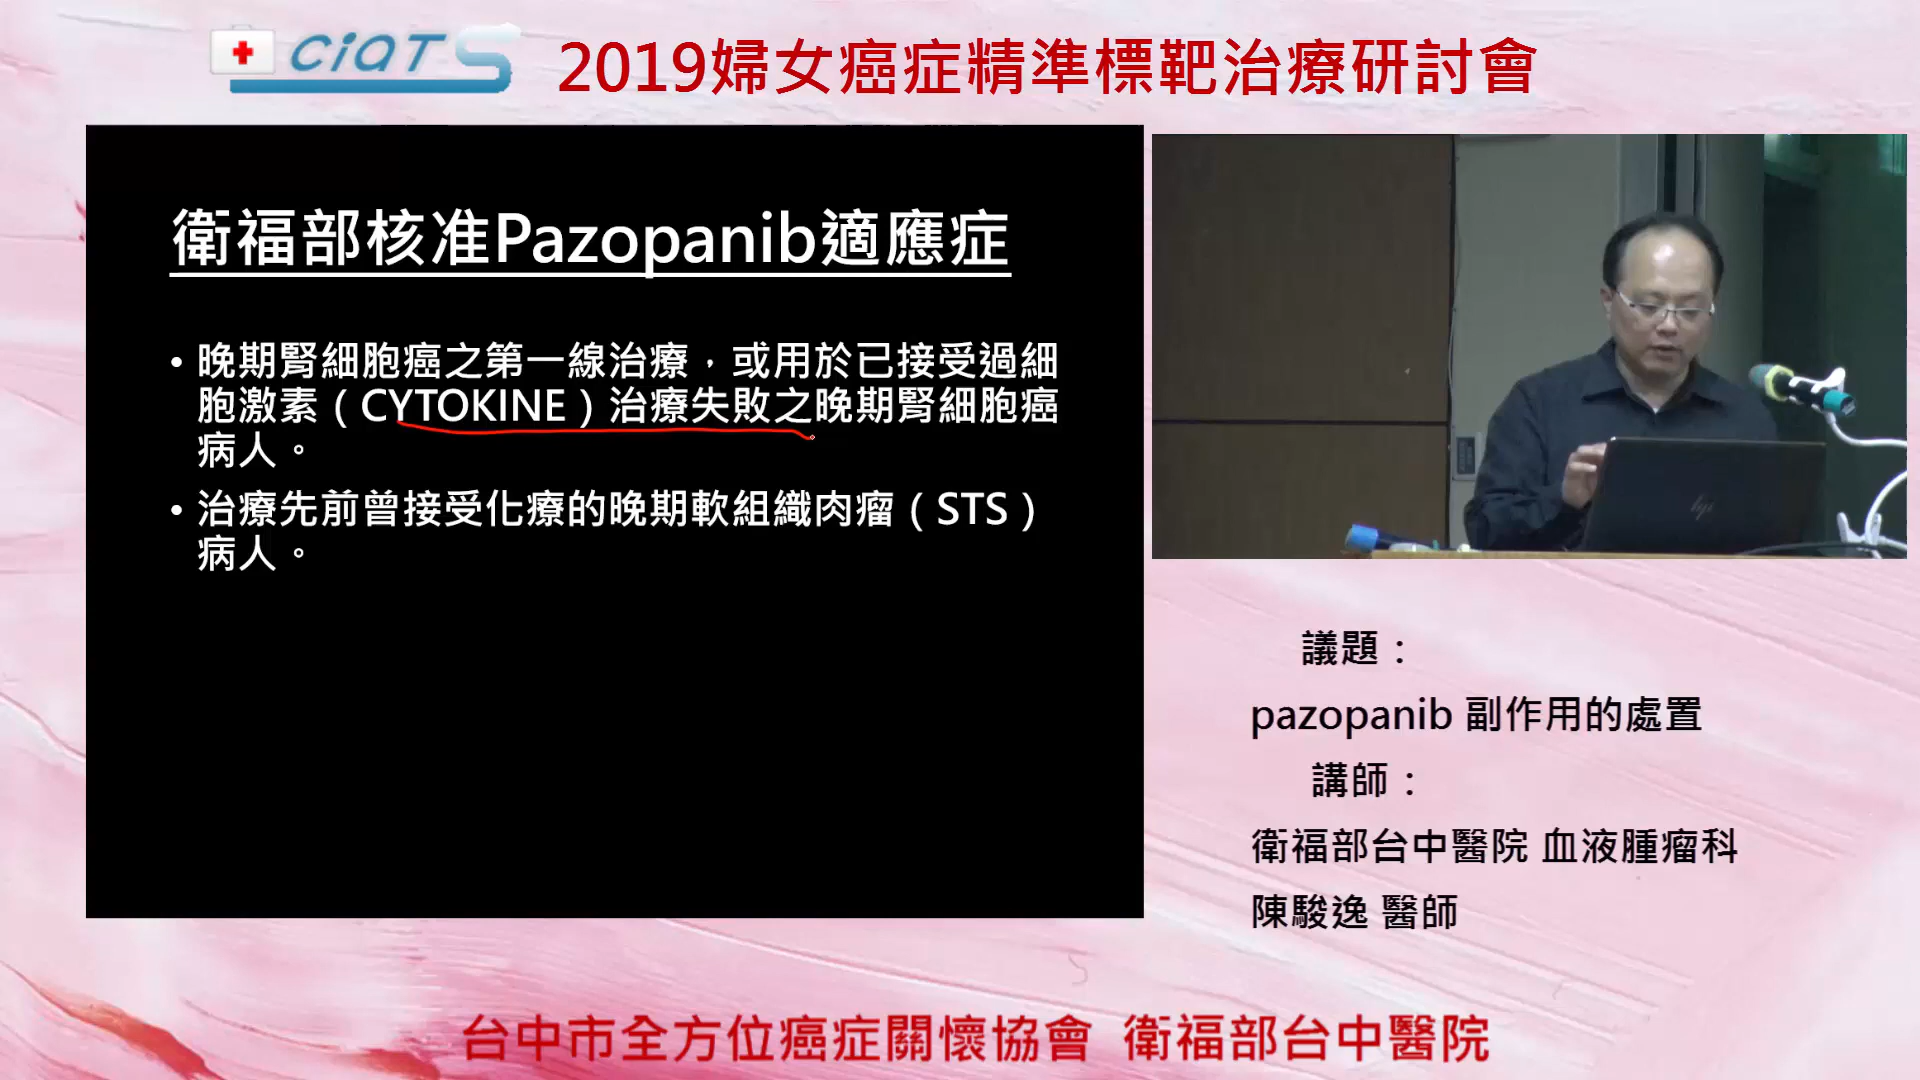 CiQTS
2019婦女癌症精準標靶治療研討會
衛福部核准Pazopanib適應症
• 晚期腎細胞癌之第一線治療，或用於已接受過細
胞激素（CYTOKINE）治療失敗之晚期腎細胞癌
病人。
• 治療先前曾接受化療的晚期軟組織肉瘤（STS）
病人。
hp
議題：
pazopanib 副作用的處置
講師：
衛福部台中醫院 血液腫瘤科
陳駿逸 醫師
台中市全方位癌症關懷協會 衛福部台中醫院